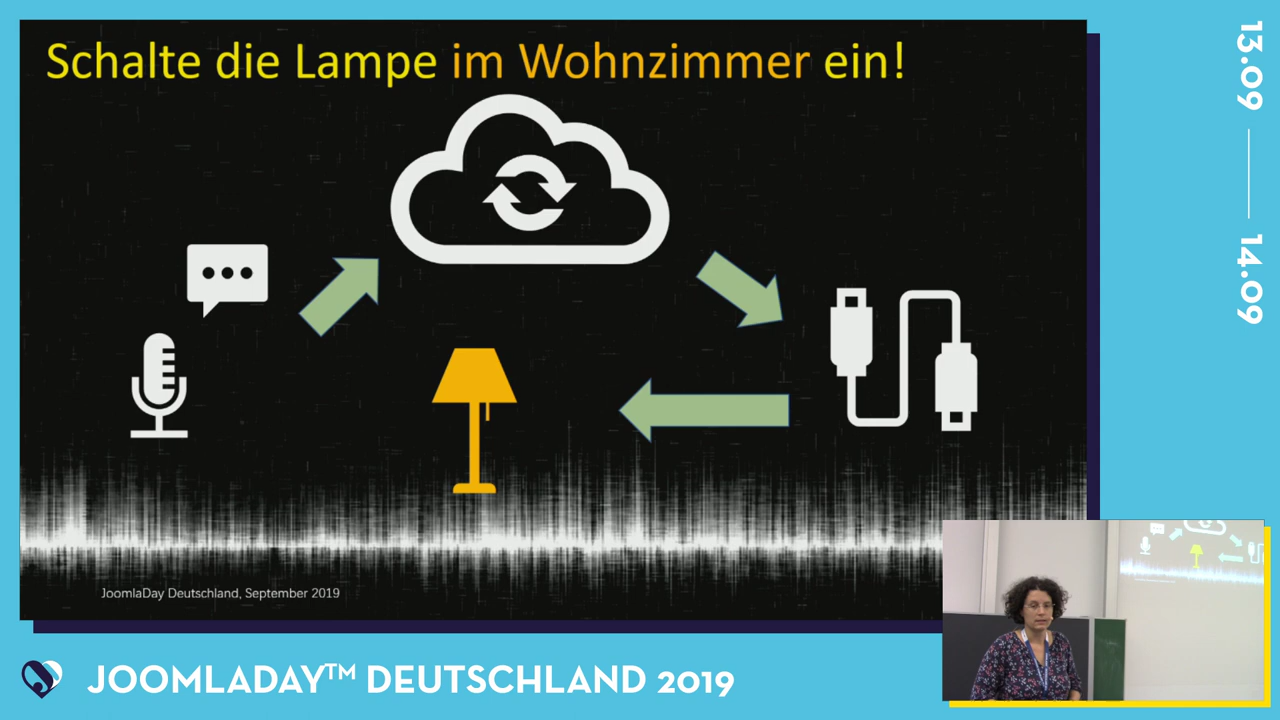 Schalte die Lampe im Wohnzimmer ein!
JoomlaDay Deutschland, September 2019
13.09
14.09
JOOMLADAY™ DEUTSCHLAND 2019